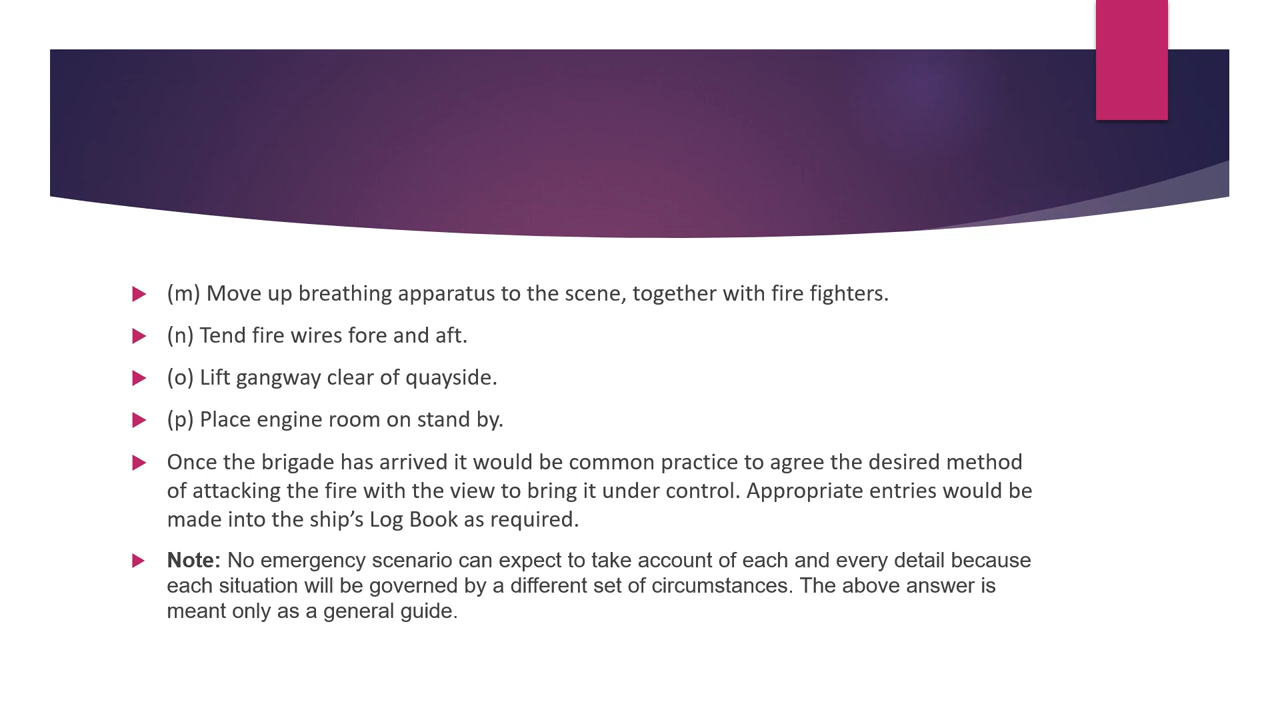 (m) Move up breathing apparatus to the scene, together with fire fighters.
(n) Tend fire wires fore and aft.
(o) Lift gangway clear of quayside.
(p) Place engine room on stand by.
Once the brigade has arrived it would be common practice to agree the desired method
of attacking the fire with the view to bring it under control. Appropriate entries would be
made into the ship’s Log Book as required.
Note: No emergency scenario can expect to take account of each and every detail because
each situation will be governed by a different set of circumstances. The above answer is
meant only as a general guide.